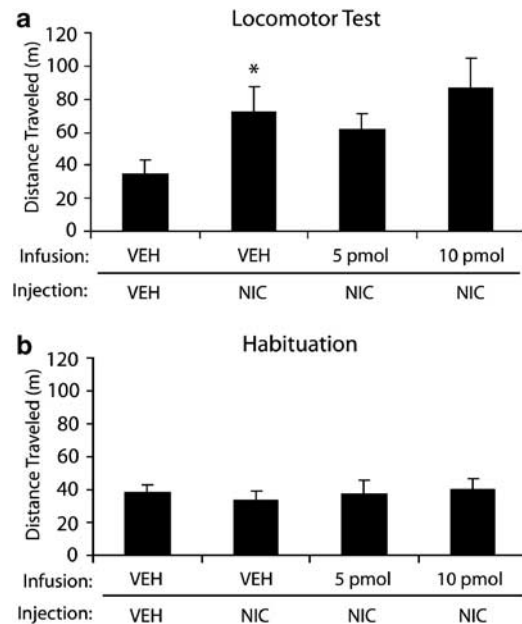 a
Locomotor Test
Distance Traveled (m)
120
100
80
60
40
20
0
*
Infusion: VEH VEH 5 pmol 10 pmol
Injection: VEH NIC NIC NIC
b
Habituation
Distance Traveled (m)
120
100
80
60
40
20
0
Infusion: VEH VEH 5 pmol 10 pmol
Injection: VEH NIC NIC NIC